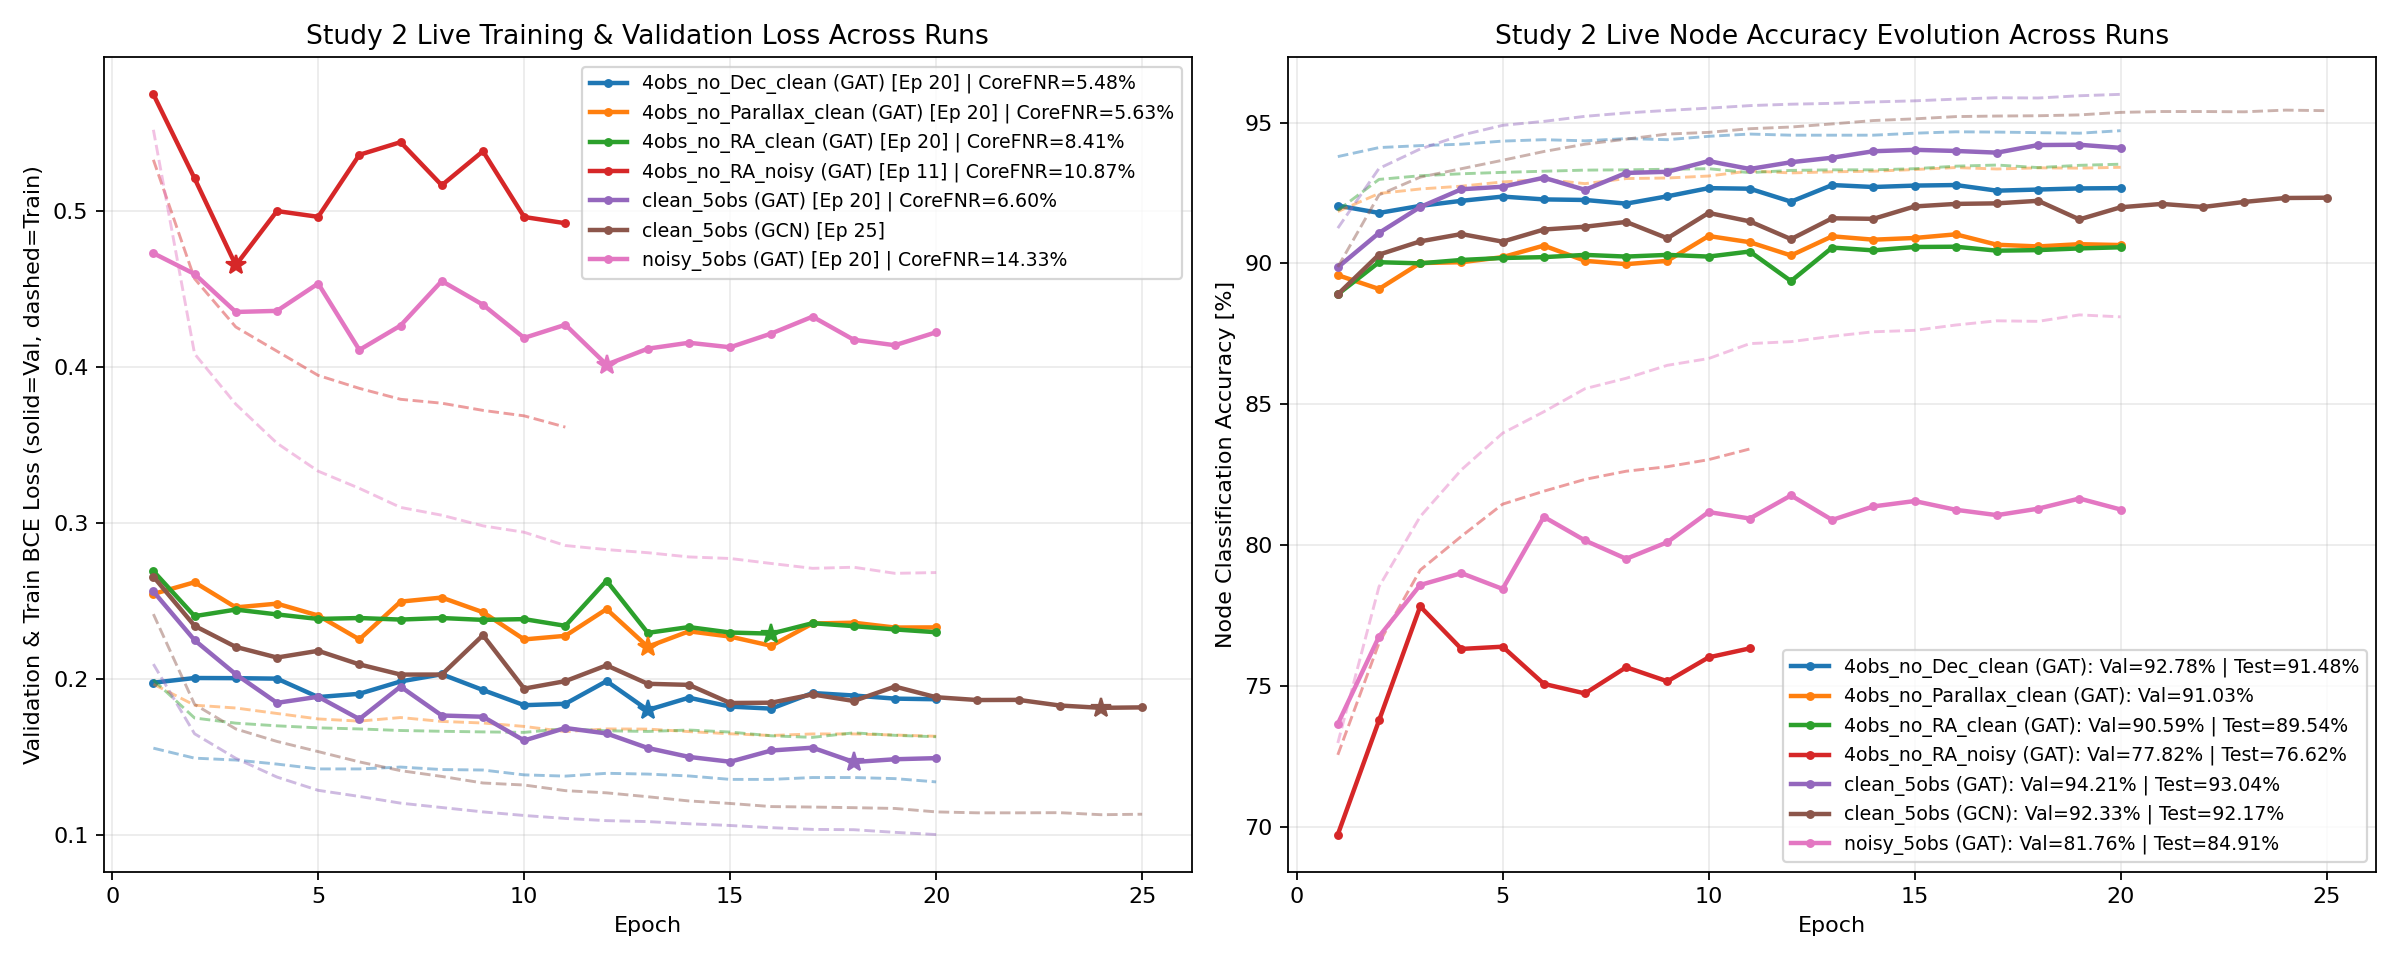 Study 2 Live Training & Validation Loss Across Runs
Validation & Train BCE Loss (solid=Val, dashed=Train)
0.5
0.4
0.3
0.2
0.1
4obs_no_Dec_clean (GAT) [Ep 20] | CoreFNR=5.48%
4obs_no_Parallax_clean (GAT) [Ep 20] | CoreFNR=5.63%
4obs_no_RA_clean (GAT) [Ep 20] | CoreFNR=8.41%
4obs_no_RA_noisy (GAT) [Ep 11] | CoreFNR=10.87%
clean_5obs (GAT) [Ep 20] | CoreFNR=6.60%
clean_5obs (GCN) [Ep 25]
noisy_5obs (GAT) [Ep 20] | CoreFNR=14.33%
0 5 10 15 20 25
Epoch
Study 2 Live Node Accuracy Evolution Across Runs
Node Classification Accuracy [%]
95
90
85
80
75
70
4obs_no_Dec_clean (GAT): Val=92.78% | Test=91.48%
4obs_no_Parallax_clean (GAT): Val=91.03%
4obs_no_RA_clean (GAT): Val=90.59% | Test=89.54%
4obs_no_RA_noisy (GAT): Val=77.82% | Test=76.62%
clean_5obs (GAT): Val=94.21% | Test=93.04%
clean_5obs (GCN): Val=92.33% | Test=92.17%
noisy_5obs (GAT): Val=81.76% | Test=84.91%
0 5 10 15 20 25
Epoch